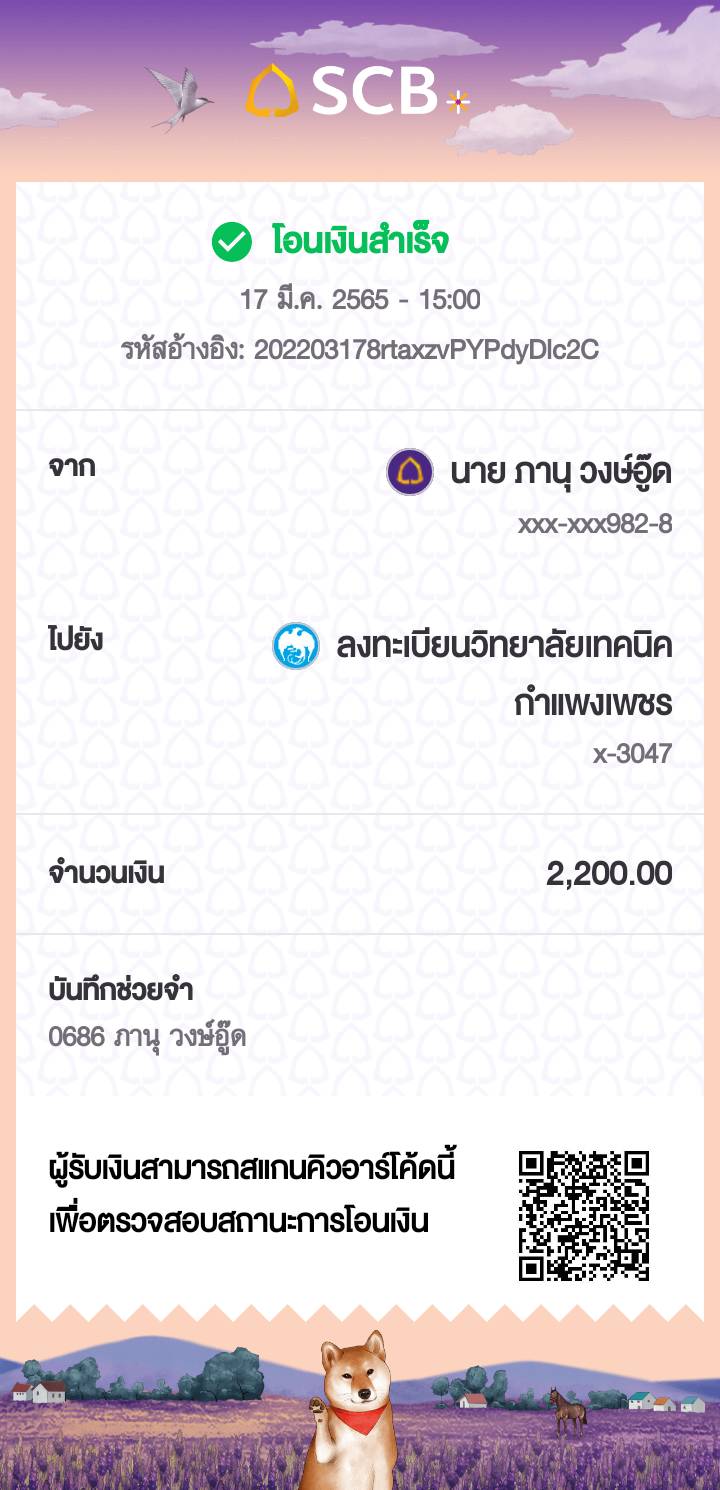 SCB
โอนเงินสำเร็จ
17 มี.ค. 2565 - 15:00
รหัสอ้างอิง: 202203178rtaxzvPYPdyDlc2C
จาก
นาย ภานุ วงษ์อู๊ด
xxx-xxx982-8
ไปยัง
ลงทะเบียนวิทยาลัยเทคนิค
กำแพงเพชร
x-3047
จำนวนเงิน
2,200.00
บันทึกช่วยจำ
0686 ภานุ วงษ์อู๊ด
ผู้รับเงินสามารถสแกนคิวอาร์โค้ดนี้
เพื่อตรวจสอบสถานะการโอนเงิน